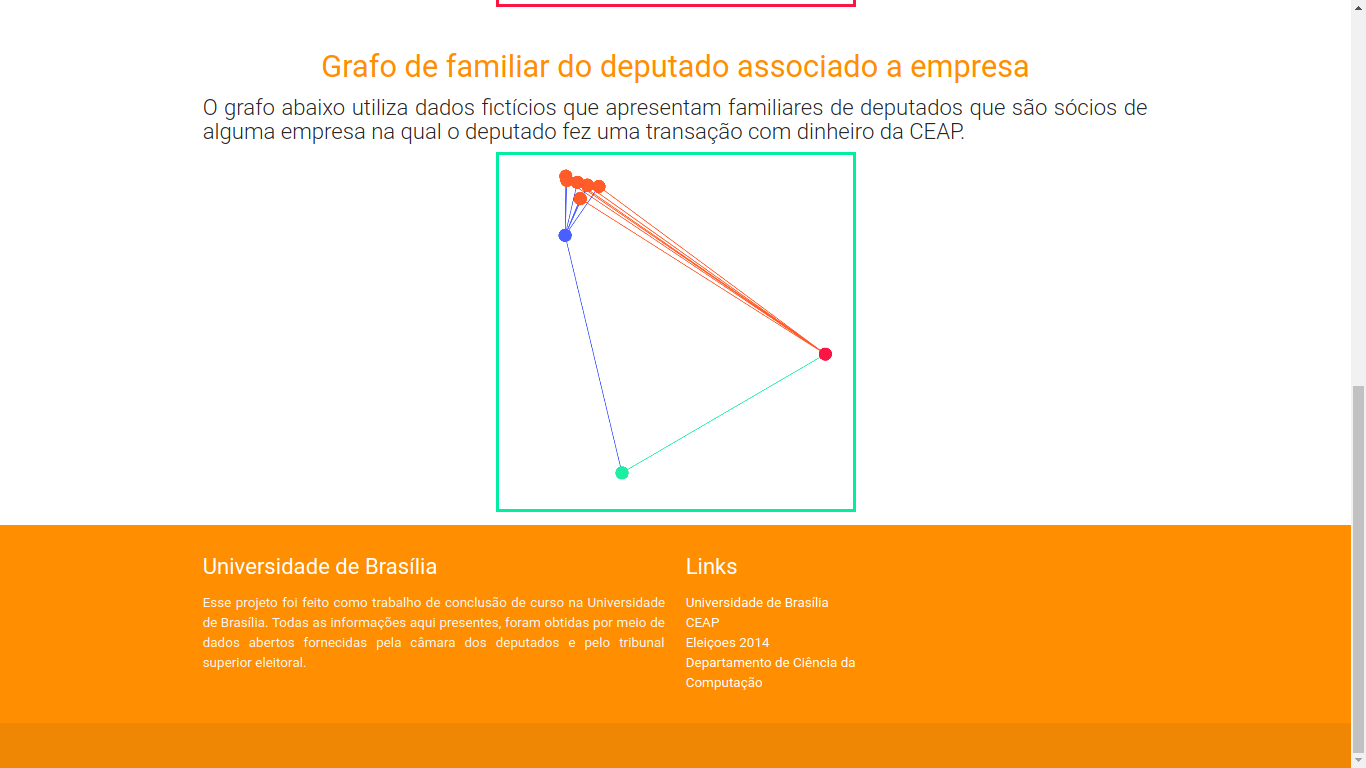 Grafo de familiar do deputado associado a empresa
O grafo abaixo utiliza dados fictícios que apresentam familiares de deputados que são sócios de
alguma empresa na qual o deputado fez uma transação com dinheiro da CEAP.
Universidade de Brasília
Esse projeto foi feito como trabalho de conclusão de curso na Universidade
de Brasília. Todas as informações aqui presentes, foram obtidas por meio de
dados abertos fornecidas pela câmara dos deputados e pelo tribunal
superior eleitoral.
Links
Universidade de Brasília
CEAP
Eleiçoes 2014
Departamento de Ciência da
Computação